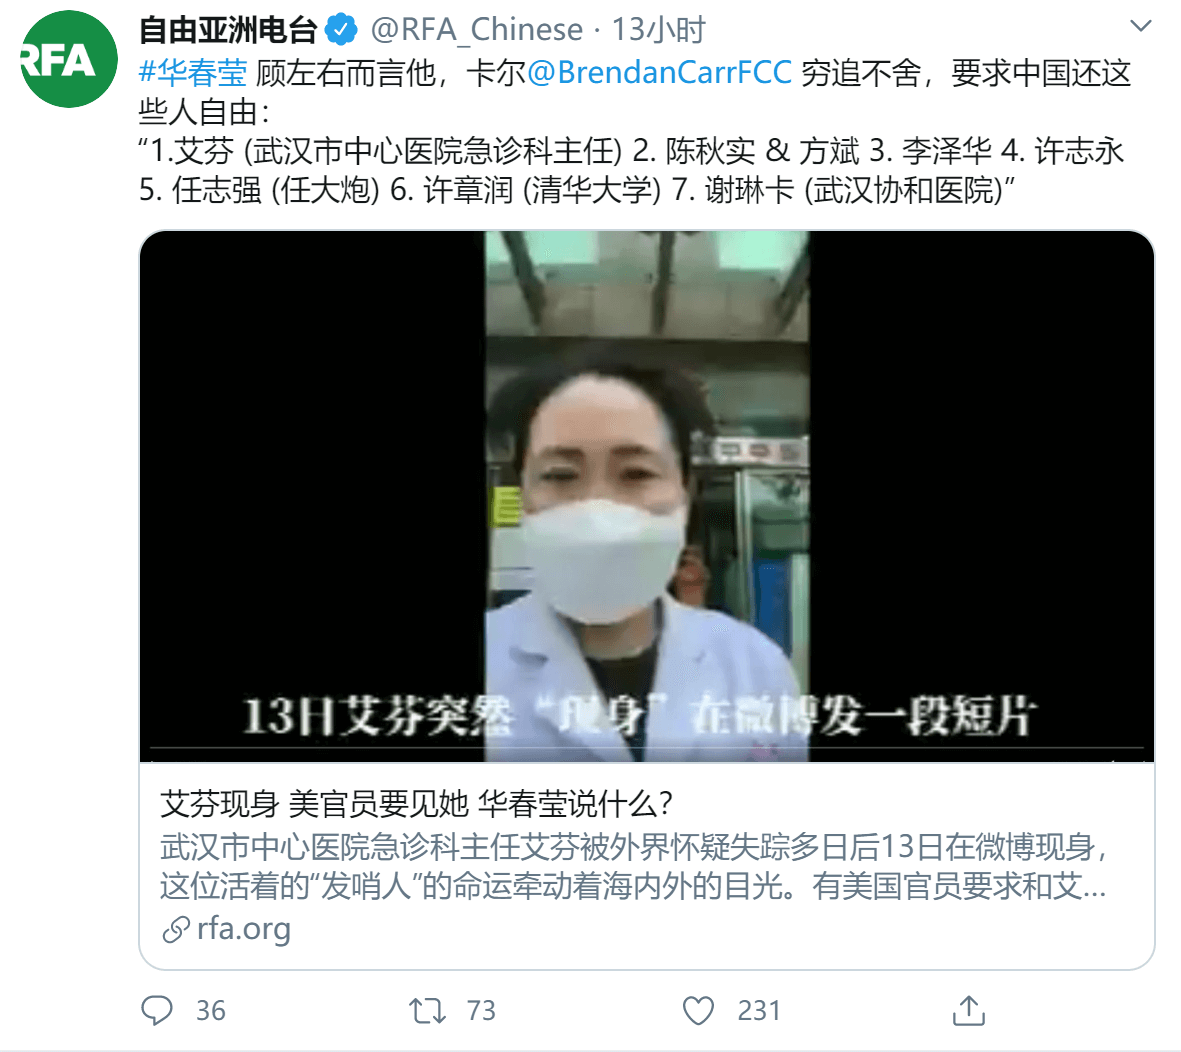 RFA
自由亚洲电台 @RFA_Chinese · 13小时
#华春莹 顾左右而言他，卡尔@BrendanCarrFCC 穷追不舍，要求中国还这
些人自由：
“1.艾芬 (武汉市中心医院急诊科主任) 2. 陈秋实 & 方斌 3. 李泽华 4. 许志永
5. 任志强 (任大炮) 6. 许章润 (清华大学) 7. 谢琳卡 (武汉协和医院)”
13日艾芬突然“现身”在微博发一段短片
艾芬现身 美官员要见她 华春莹说什么？
武汉市中心医院急诊科主任艾芬被外界怀疑失踪多日后13日在微博现身，
这位活着的“发哨人”的命运牵动着海内外的目光。有美国官员要求和艾...
rfa.org
36 73 231